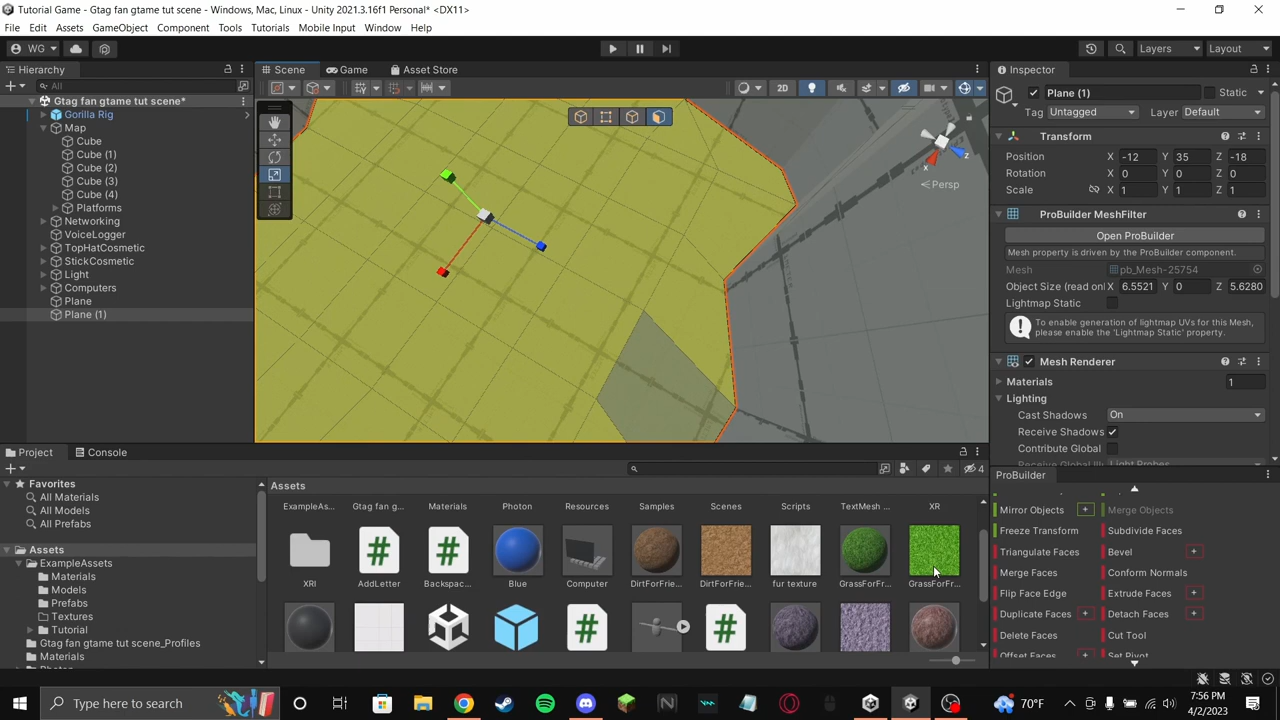 Tutorial Game - Gtag fan gtame tut scene - Windows, Mac, Linux - Unity 2021.3.16f1 Personal* <DX11>
File Edit Assets GameObject Component Tools Tutorials Mobile Input Window Help
WG Layers Layout
Hierarchy
All
Gtag fan gtame tut scene*
Gorilla Rig
Map
Cube
Cube (1)
Cube (2)
Cube (3)
Cube (4)
Platforms
Networking
VoiceLogger
TopHatCosmetic
StickCosmetic
Light
Computers
Plane
Plane (1)
Scene Game Asset Store
2D
x z
Persp
Inspector
Plane (1) Static
Tag Untagged Layer Default
Transform
Position X -12 Y 35 Z -18
Rotation X 0 Y 0 Z 0
Scale X 1 Y 1 Z 1
ProBuilder MeshFilter
Open ProBuilder
Mesh property is driven by the ProBuilder component.
Mesh pb_Mesh-25754
Object Size (read onl X 6.5521 Y 0 Z 5.6280
Lightmap Static
To enable generation of lightmap UVs for this Mesh, please enable the 'Lightmap Static' property.
Mesh Renderer
Materials 1
Lighting
Cast Shadows On
Receive Shadows
Contribute Global
ProBuilder
Mirror Objects + Merge Objects
Freeze Transform Subdivide Faces
Triangulate Faces Bevel +
Merge Faces Conform Normals
Flip Face Edge Extrude Faces +
Duplicate Faces + Detach Faces +
Delete Faces Cut Tool
Offset Faces + Set Pivot
Project Console
4
Favorites
All Materials
All Models
All Prefabs
Assets
ExampleAssets
Materials
Models
Prefabs
Textures
Tutorial
Gtag fan gtame tut scene_Profiles
Materials
Photon
Assets
ExampleAs... Gtag fan g... Materials Photon Resources Samples Scenes Scripts TextMesh ... XR
XRI AddLetter Backspac... Blue Computer DirtForFrie... DirtForFrie... fur texture GrassForFr... GrassForFr...
Type here to search
70°F
7:56 PM
4/2/2023